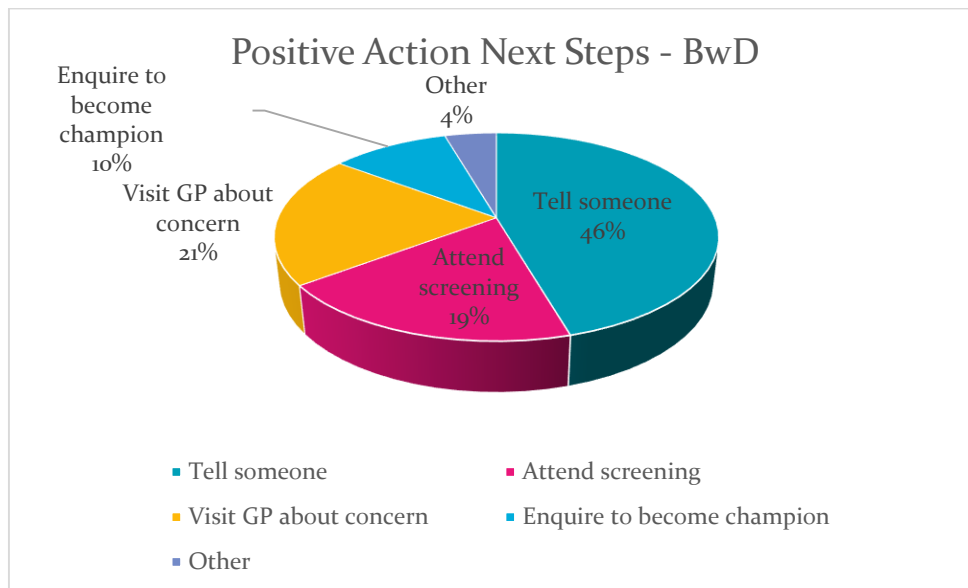 Positive Action Next Steps - BwD
Enquire to
become
champion
10%
Other
4%
Visit GP about
concern
21%
Tell someone
46%
Attend
screening
19%
Tell someone
Attend screening
Visit GP about concern
Enquire to become champion
Other